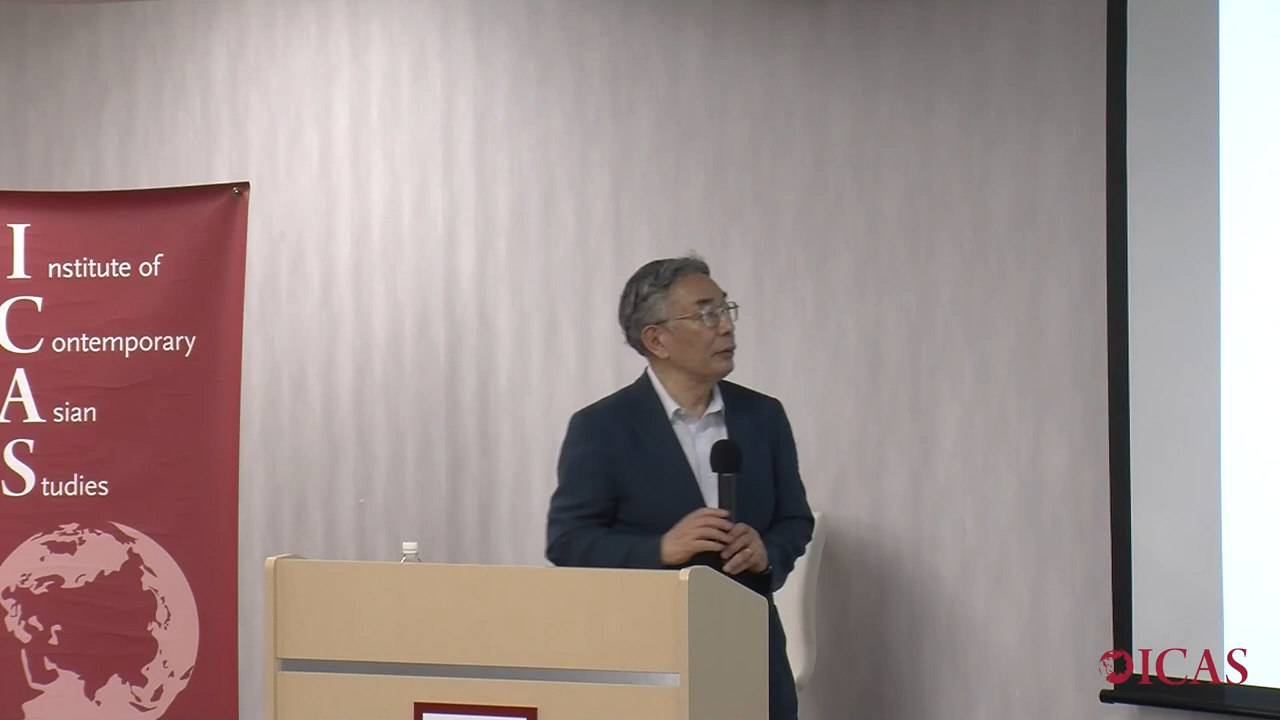 Institute of
Contemporary
Asian
Studies
ICAS